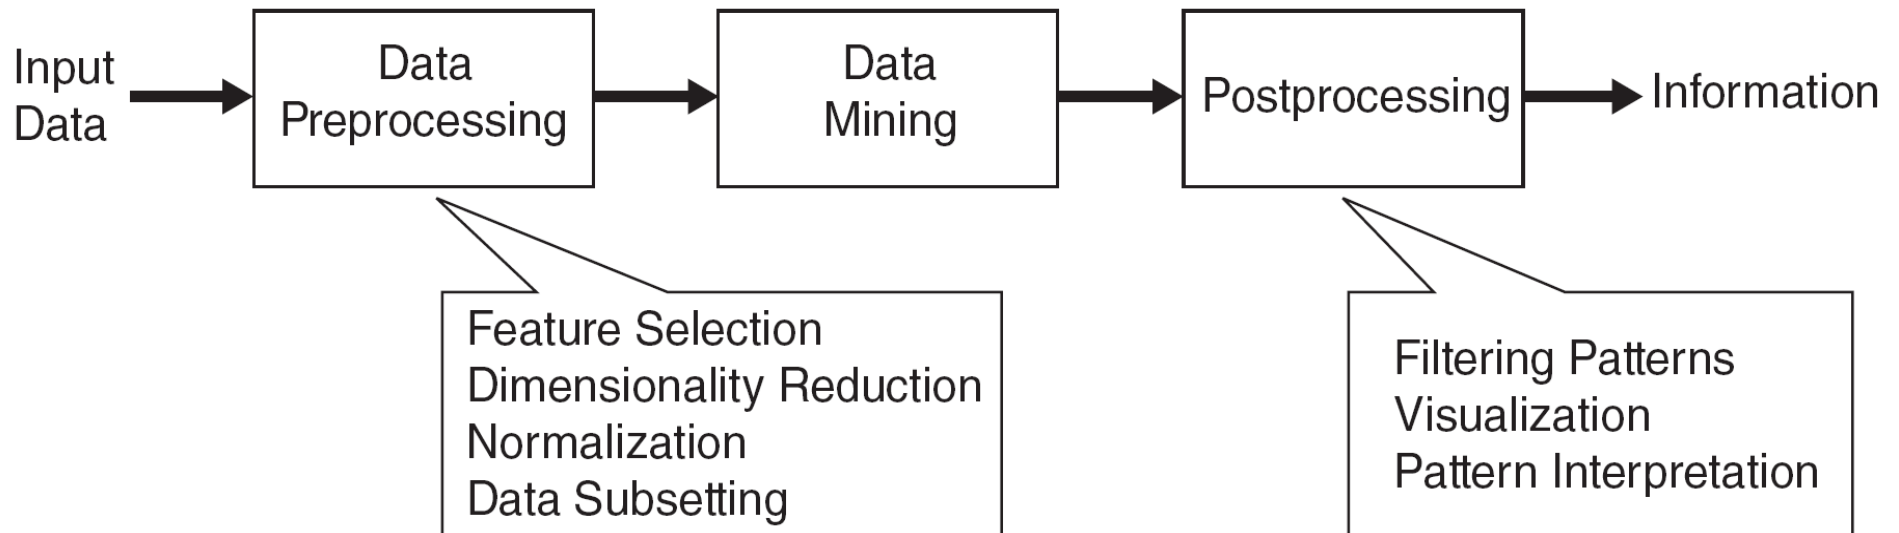 Input
Data
Data
Preprocessing
Data
Mining
Postprocessing
Information
Feature Selection
Dimensionality Reduction
Normalization
Data Subsetting
Filtering Patterns
Visualization
Pattern Interpretation